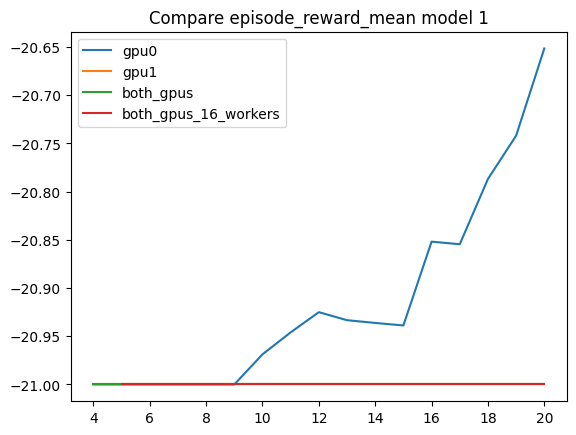 Compare episode_reward_mean model 1
gpu0
gpu1
both_gpus
both_gpus_16_workers
−20.65
−20.70
−20.75
−20.80
−20.85
−20.90
−20.95
−21.00
4 6 8 10 12 14 16 18 20